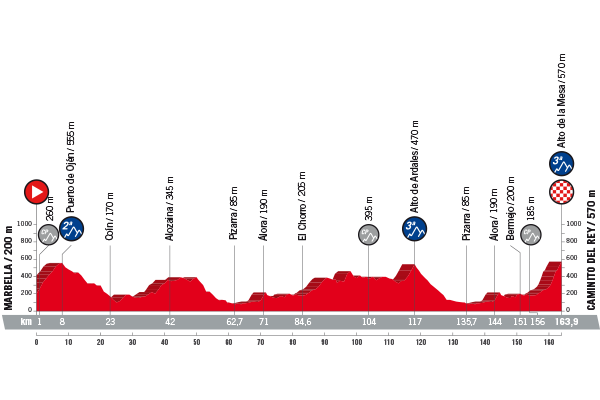 MARBELLA / 200 m
260 m
Puerto de Ojén / 555 m
2ª
Coín / 170 m
Alozaina / 345 m
Pizarra / 85 m
Álora / 190 m
El Chorro / 205 m
395 m
Alto de Ardales / 470 m
3ª
Pizarra / 85 m
Álora / 190 m
Bermejo / 200 m
185 m
Alto de la Mesa / 570 m
3ª
CAMINITO DEL REY / 570 m
1000
800
600
400
200
0
1000
800
600
400
200
0
km 1 8 23 42 62,7 71 84,6 104 117 135,7 144 151 156 163,9
0 10 20 30 40 50 60 70 80 90 100 110 120 130 140 150 160